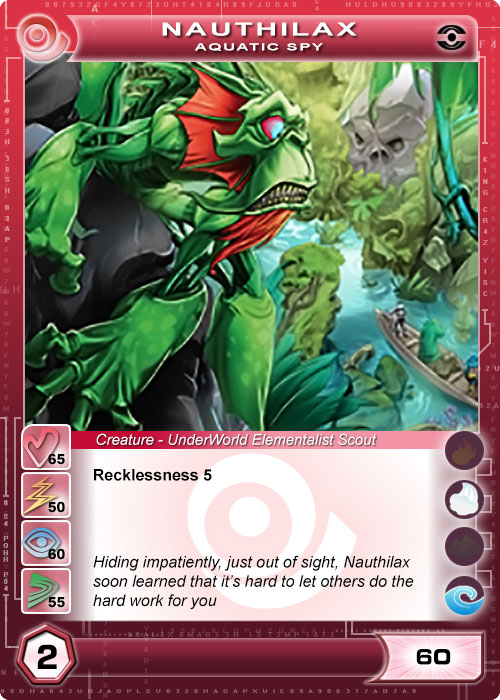 NAUTHILAX
AQUATIC SPY
Creature - UnderWorld Elementalist Scout
65
50
60
55
Recklessness 5
Hiding impatiently, just out of sight, Nauthilax
soon learned that it's hard to let others do the
hard work for you
2
60